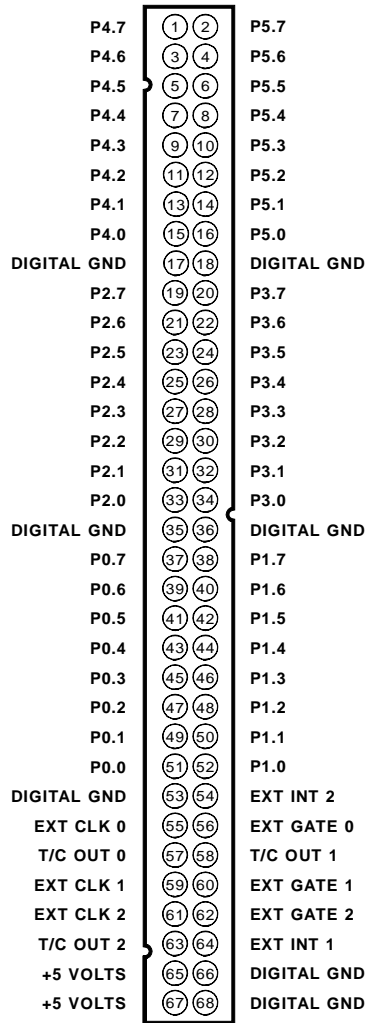 P4.7 1 2 P5.7
P4.6 3 4 P5.6
P4.5 5 6 P5.5
P4.4 7 8 P5.4
P4.3 9 10 P5.3
P4.2 11 12 P5.2
P4.1 13 14 P5.1
P4.0 15 16 P5.0
DIGITAL GND 17 18 DIGITAL GND
P2.7 19 20 P3.7
P2.6 21 22 P3.6
P2.5 23 24 P3.5
P2.4 25 26 P3.4
P2.3 27 28 P3.3
P2.2 29 30 P3.2
P2.1 31 32 P3.1
P2.0 33 34 P3.0
DIGITAL GND 35 36 DIGITAL GND
P0.7 37 38 P1.7
P0.6 39 40 P1.6
P0.5 41 42 P1.5
P0.4 43 44 P1.4
P0.3 45 46 P1.3
P0.2 47 48 P1.2
P0.1 49 50 P1.1
P0.0 51 52 P1.0
DIGITAL GND 53 54 EXT INT 2
EXT CLK 0 55 56 EXT GATE 0
T/C OUT 0 57 58 T/C OUT 1
EXT CLK 1 59 60 EXT GATE 1
EXT CLK 2 61 62 EXT GATE 2
T/C OUT 2 63 64 EXT INT 1
+5 VOLTS 65 66 DIGITAL GND
+5 VOLTS 67 68 DIGITAL GND